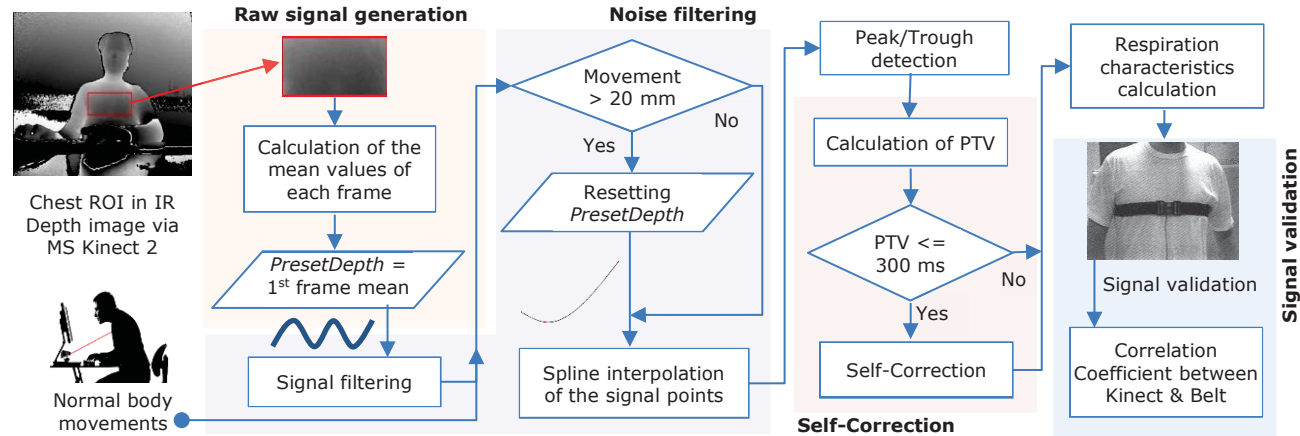 Raw signal generation
Chest ROI in IR
Depth image via
MS Kinect 2
Normal body
movements
Calculation of the
mean values of
each frame
PresetDepth =
1st frame mean
Signal filtering
Noise filtering
Movement
> 20 mm
No
Yes
Resetting
PresetDepth
Spline interpolation
of the signal points
Peak/Trough
detection
Calculation of PTV
PTV <=
300 ms
No
Yes
Self-Correction
Self-Correction
Respiration
characteristics
calculation
Signal validation
Correlation
Coefficient between
Kinect & Belt
Signal validation